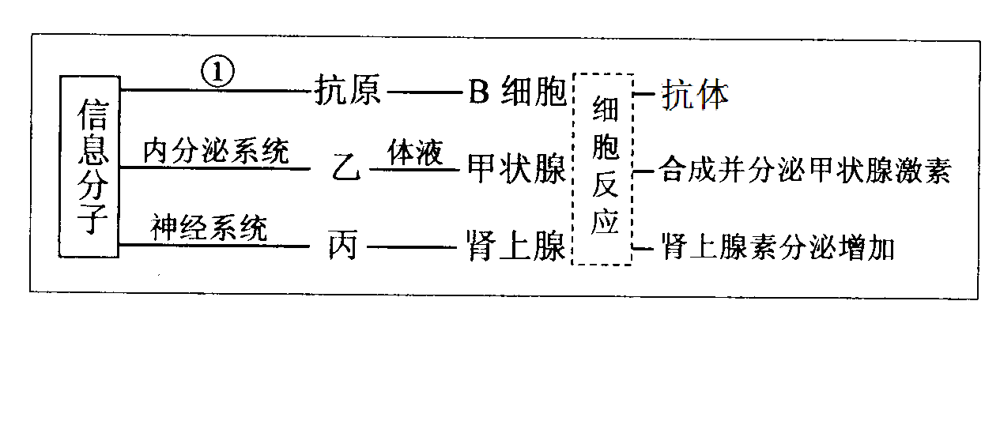 信息分子
① 抗原 B 细胞 抗体
内分泌系统 乙 体液 甲状腺 合成并分泌甲状腺激素
神经系统 丙 肾上腺 肾上腺素分泌增加
细胞反应